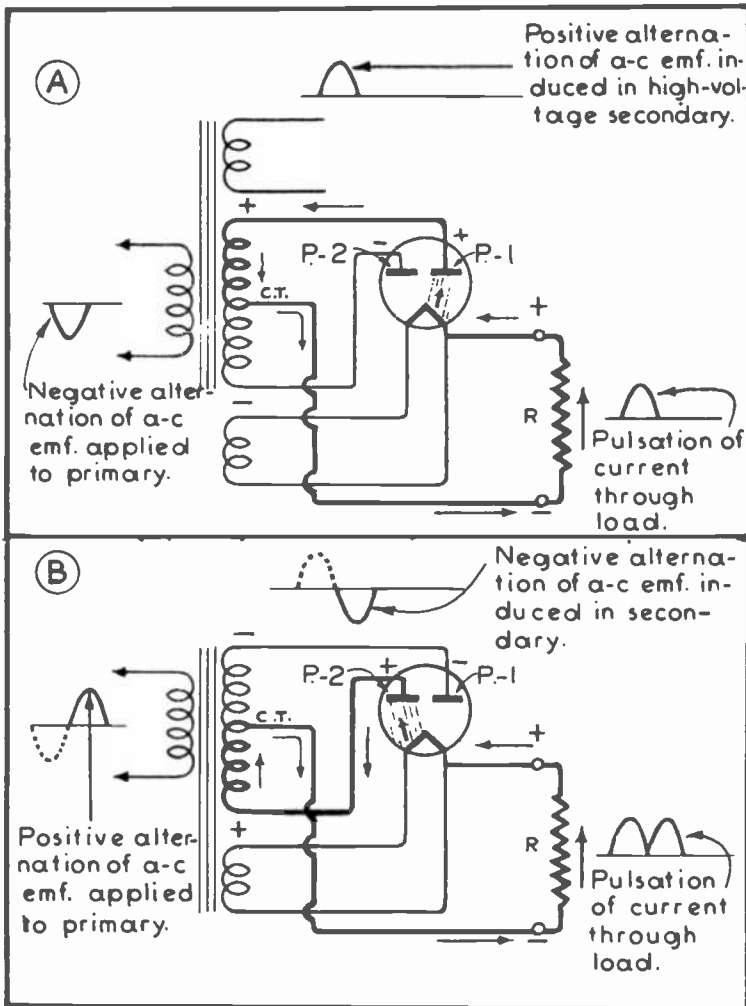 A
Positive alterna-
tion of a-c emf. in-
duced in high-vol-
tage secondary.
+
P.-2
-
+
P.-1
C.T.
+
Negative alter-
nation of a-c
emf. applied
to primary.
-
R
Pulsation of
current
through
load.
-
B
Negative alterna-
tion of a-c emf. in-
duced in second-
ary.
-
P.-2
+
-
P.-1
C.T.
+
Positive alter-
nation of a-c
emf. applied
to primary.
+
R
Pulsation
of current
through
load.
-